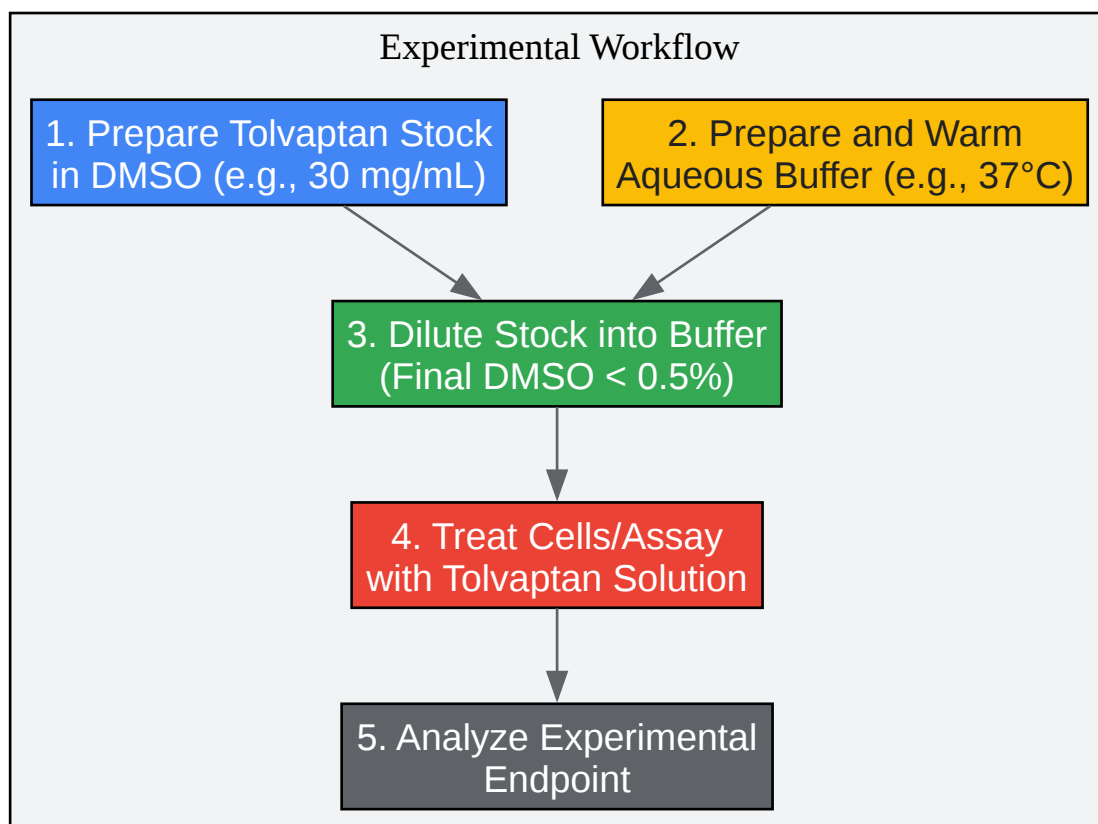 Experimental Workflow
1. Prepare Tolvaptan Stock
in DMSO (e.g., 30 mg/mL)
2. Prepare and Warm
Aqueous Buffer (e.g., 37°C)
3. Dilute Stock into Buffer
(Final DMSO < 0.5%)
4. Treat Cells/Assay
with Tolvaptan Solution
5. Analyze Experimental
Endpoint